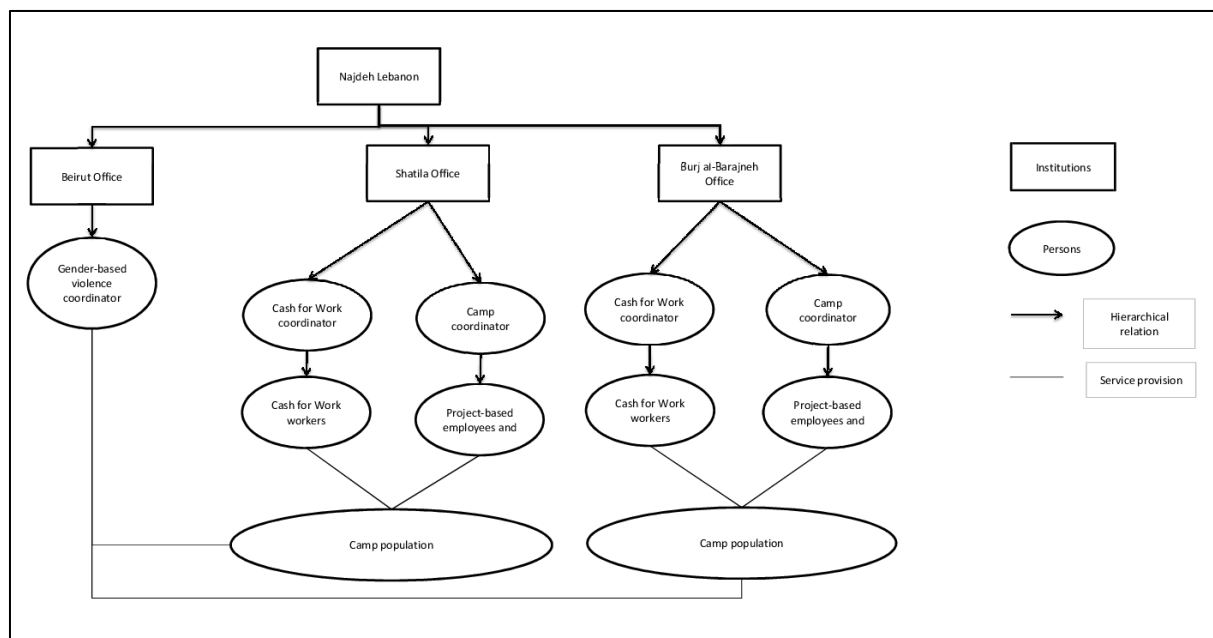 Najdeh Lebanon
Beirut Office
Shatila Office
Burj al-Barajneh
Office
Institutions
Gender-based
violence
coordinator
Persons
Cash for Work
coordinator
Camp
coordinator
Cash for Work
coordinator
Camp
coordinator
Hierarchical
relation
Service provision
Cash for Work
workers
Project-based
employees and
Cash for Work
workers
Project-based
employees and
Camp population
Camp population